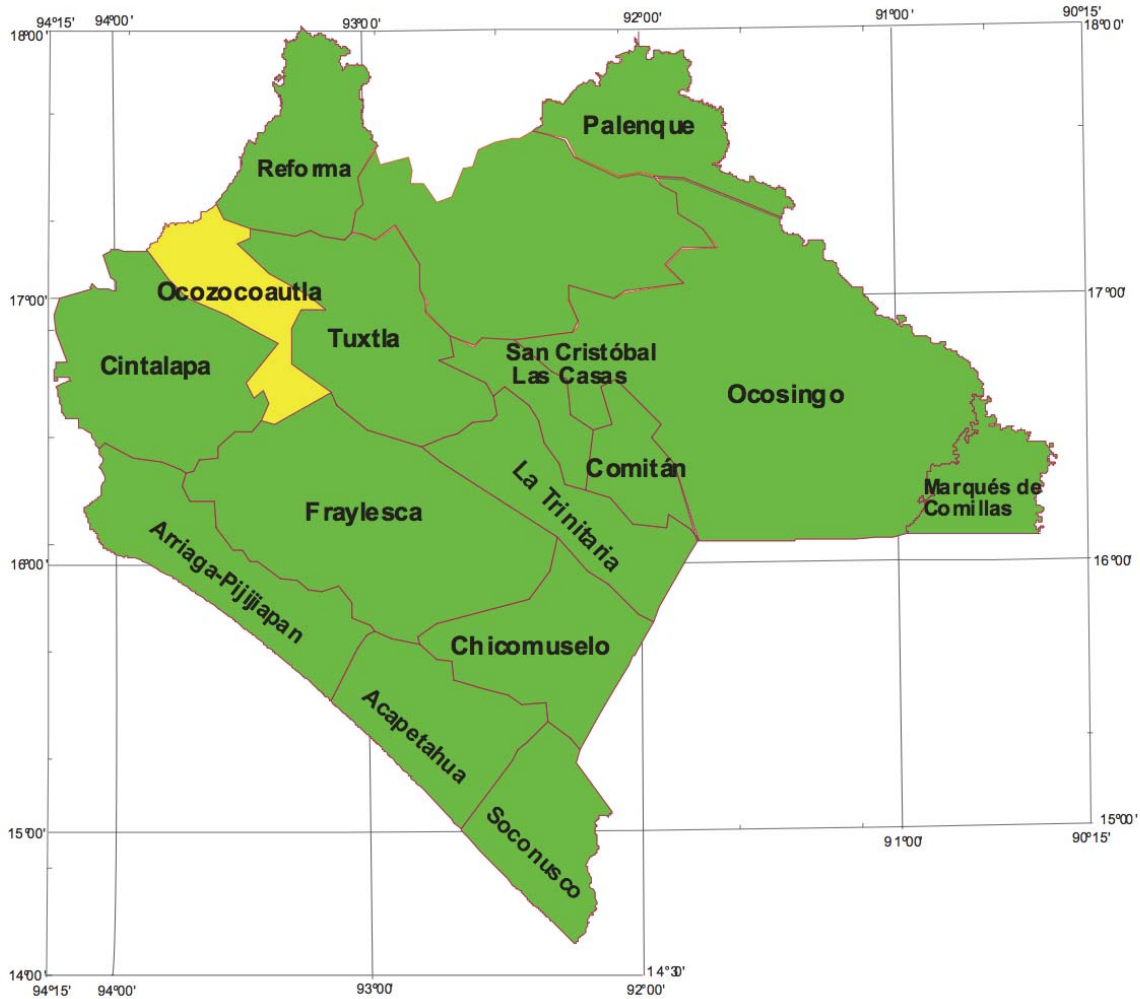 94°15'
94°00'
93°00'
92°00'
91°00'
90°15'
18°00'
18°00'
Palenque
Reforma
Ocozocoautla
17°00'
17°00'
Tuxtla
San Cristóbal
Las Casas
Cintalapa
Ocosingo
Comitán
La Trinitaria
Marqués de
Comillas
Fraylesca
Arriaga-Pijijiapan
16°00'
16°00'
Chicomuselo
Acapetahua
Soconusco
15°00'
15°00'
91°00'
90°15'
14°00'
14°30'
94°15'
94°00'
93°00'
92°00'